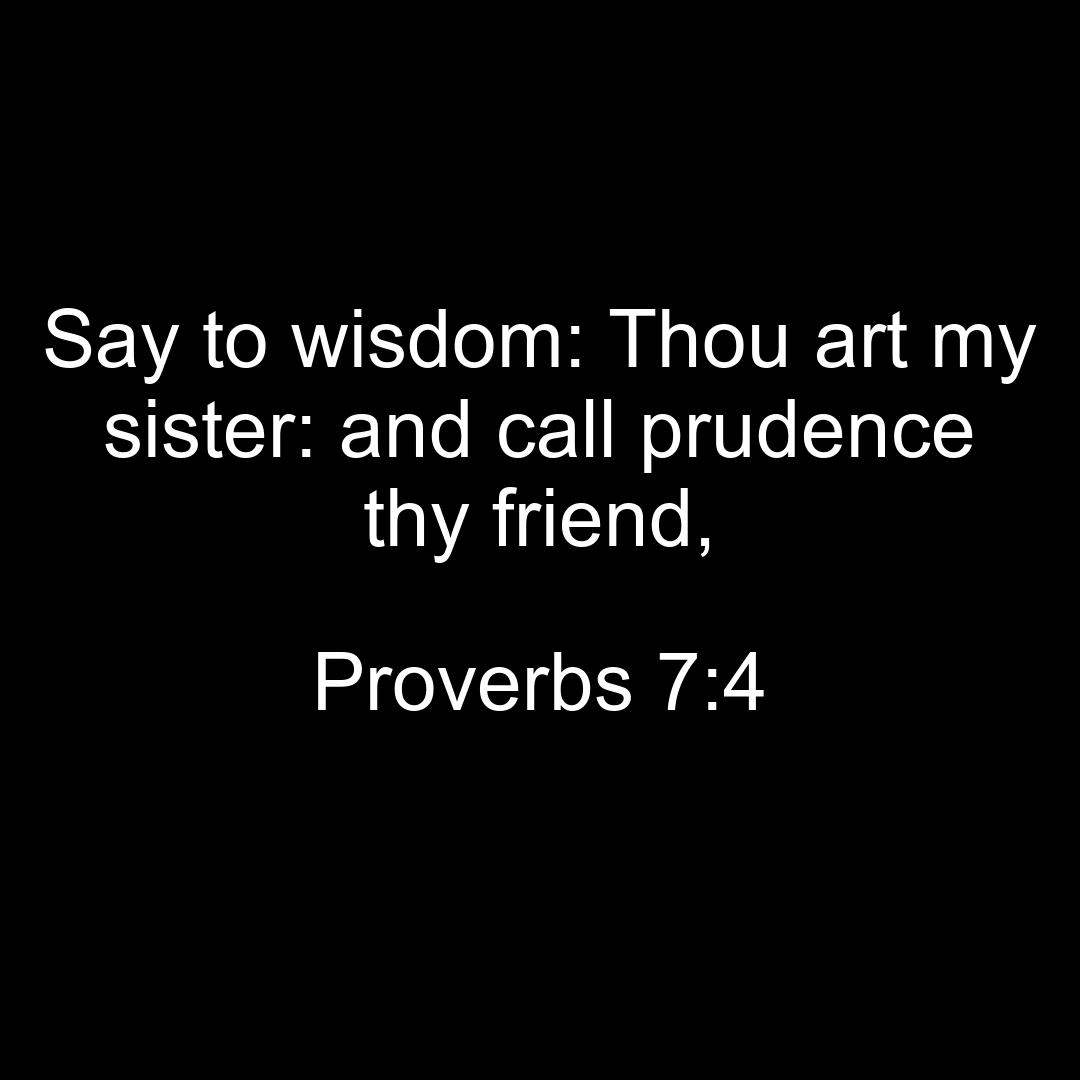 Say to wisdom: Thou art my
sister: and call prudence
thy friend,
Proverbs 7:4